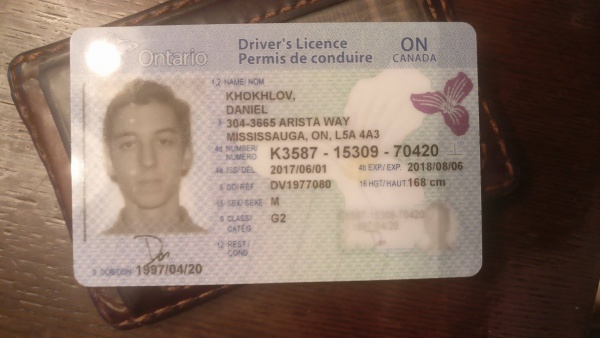 Ontario
Driver's Licence
Permis de conduire
ON
CANADA
1,2 NAME/ NOM
KHOKHLOV,
DANIEL
304-3665 ARISTA WAY
MISSISSAUGA, ON, L5A 4A3
4d NUMBER/
NUMERO
K3587 - 15309 - 70420
4a ISS/DEL 2017/06/01
4b EXP./ EXP. 2018/08/06
5 DD/REF DV1977080
16 HGT/HAUT. 168 cm
15 SEX/ SEXE M
9 CLASS/
CATEG. G2
12 REST./
COND.
3 DOB/DDN 1997/04/20